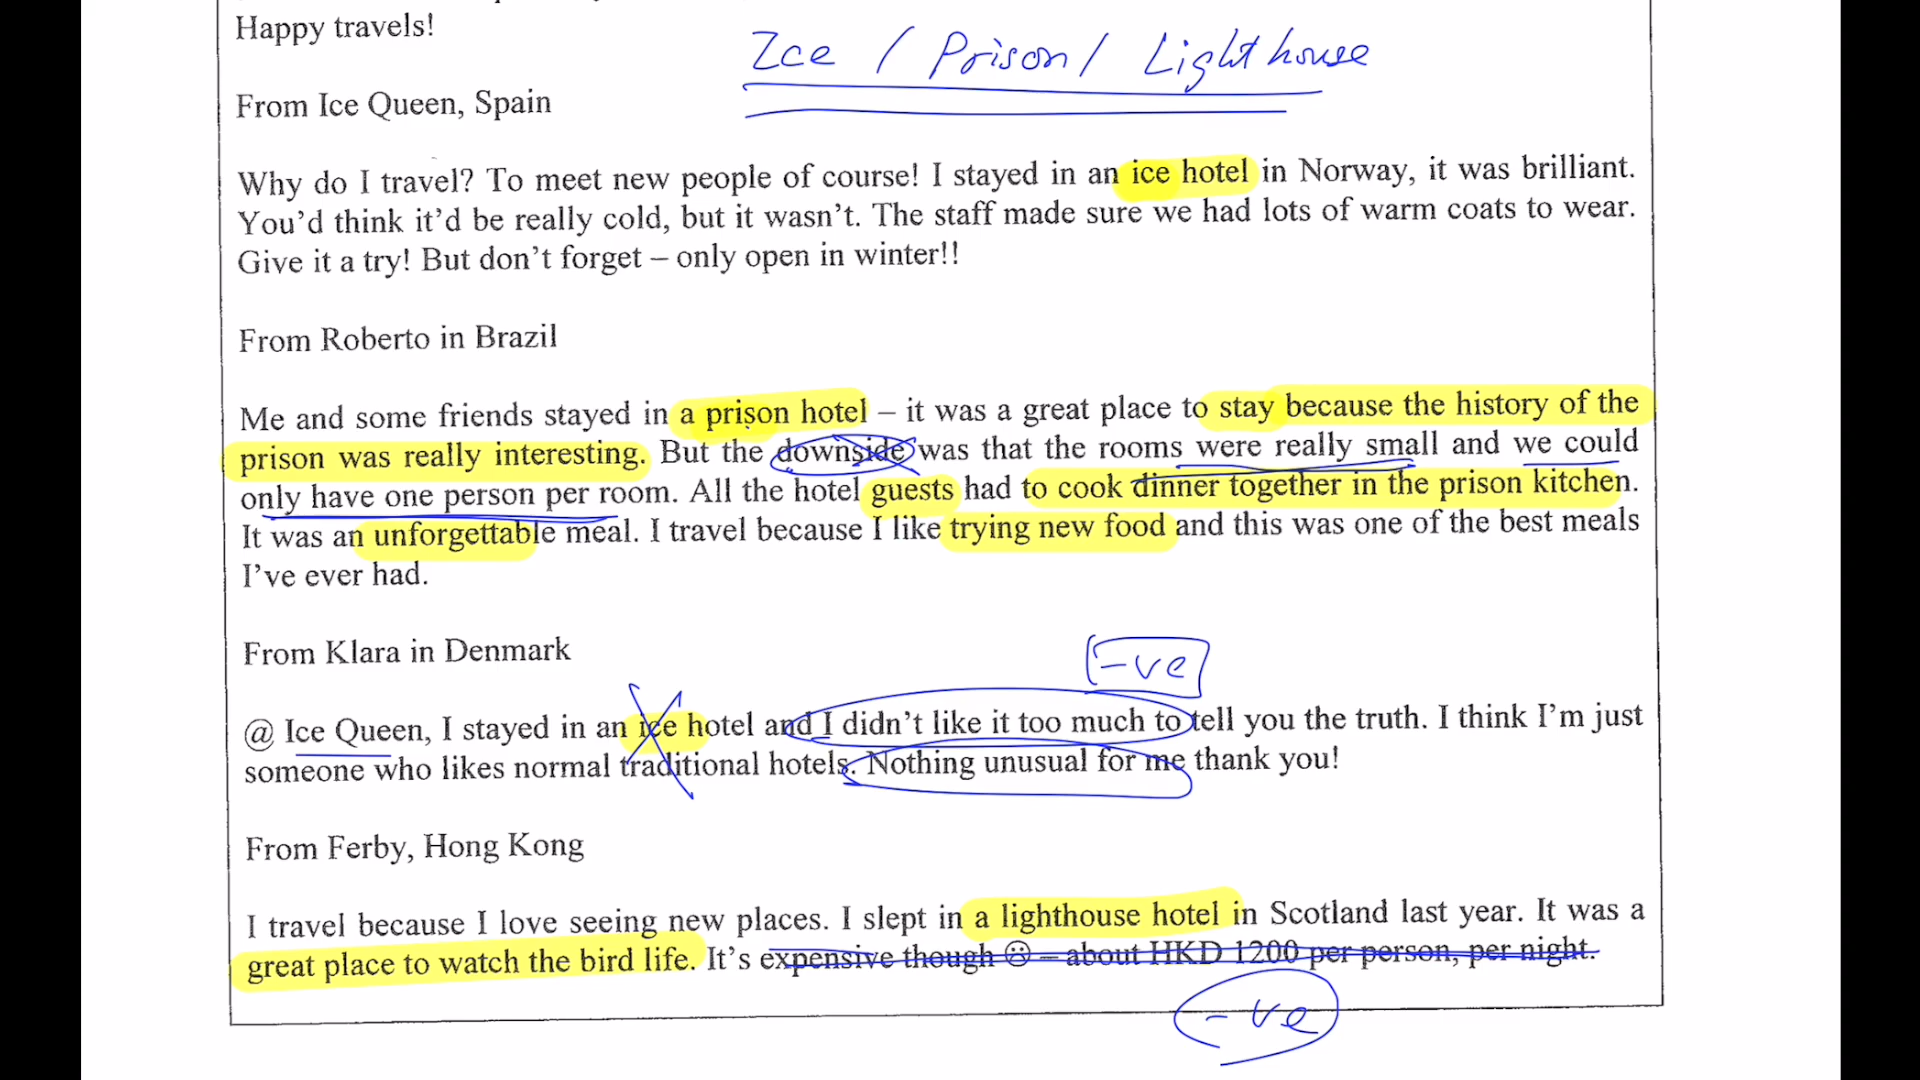 Happy travels!
Ice / Prison / Lighthouse
From Ice Queen, Spain
Why do I travel? To meet new people of course! I stayed in an ice hotel in Norway, it was brilliant.
You'd think it'd be really cold, but it wasn't. The staff made sure we had lots of warm coats to wear.
Give it a try! But don't forget – only open in winter!!
From Roberto in Brazil
Me and some friends stayed in a prison hotel – it was a great place to stay because the history of the
prison was really interesting. But the downside was that the rooms were really small and we could
only have one person per room. All the hotel guests had to cook dinner together in the prison kitchen.
It was an unforgettable meal. I travel because I like trying new food and this was one of the best meals
I've ever had.
From Klara in Denmark
-ve
@ Ice Queen, I stayed in an ice hotel and I didn't like it too much to tell you the truth. I think I'm just
someone who likes normal traditional hotels. Nothing unusual for me thank you!
From Ferby, Hong Kong
I travel because I love seeing new places. I slept in a lighthouse hotel in Scotland last year. It was a
great place to watch the bird life. It's expensive though ☹ – about HKD 1200 per person, per night.
-ve